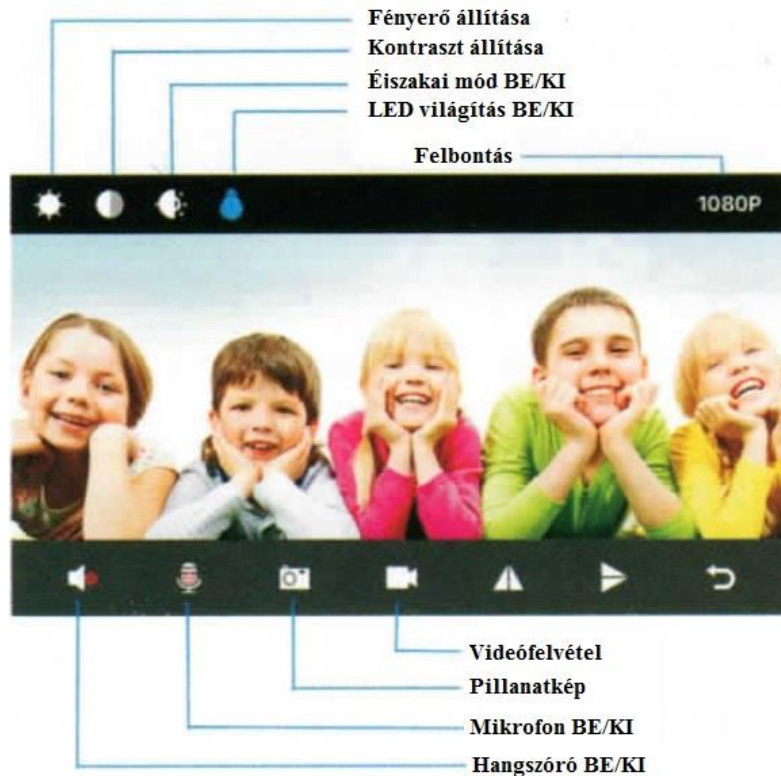 Fényerő állítása
Kontraszt állítása
Éjszakai mód BE/KI
LED világítás BE/KI
Felbontás
1080P
Videófelvétel
Pillanatkép
Mikrofon BE/KI
Hangszóró BE/KI